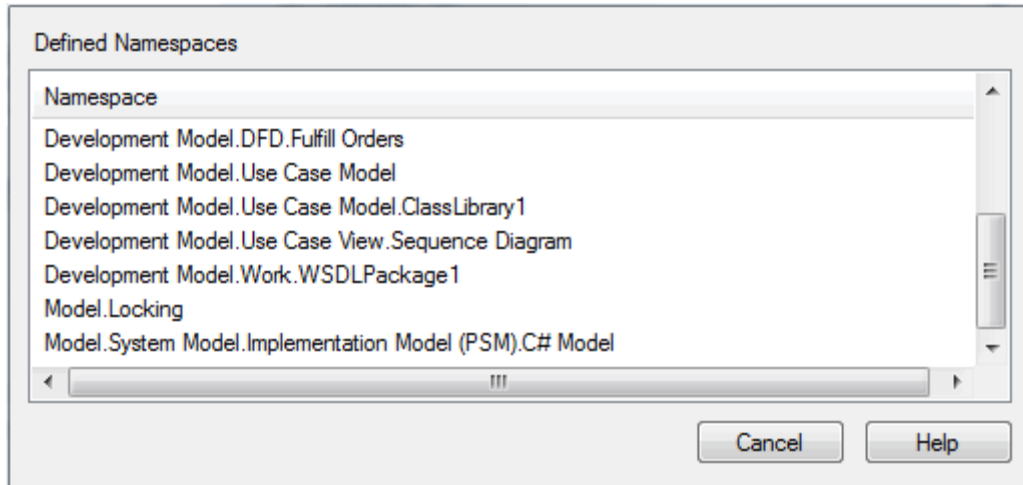 Defined Namespaces
Namespace
Development Model.DFD.Fulfill Orders
Development Model.Use Case Model
Development Model.Use Case Model.ClassLibrary1
Development Model.Use Case View.Sequence Diagram
Development Model.Work.WSDLPackage1
Model.Locking
Model.System Model.Implementation Model (PSM).C# Model
Cancel Help